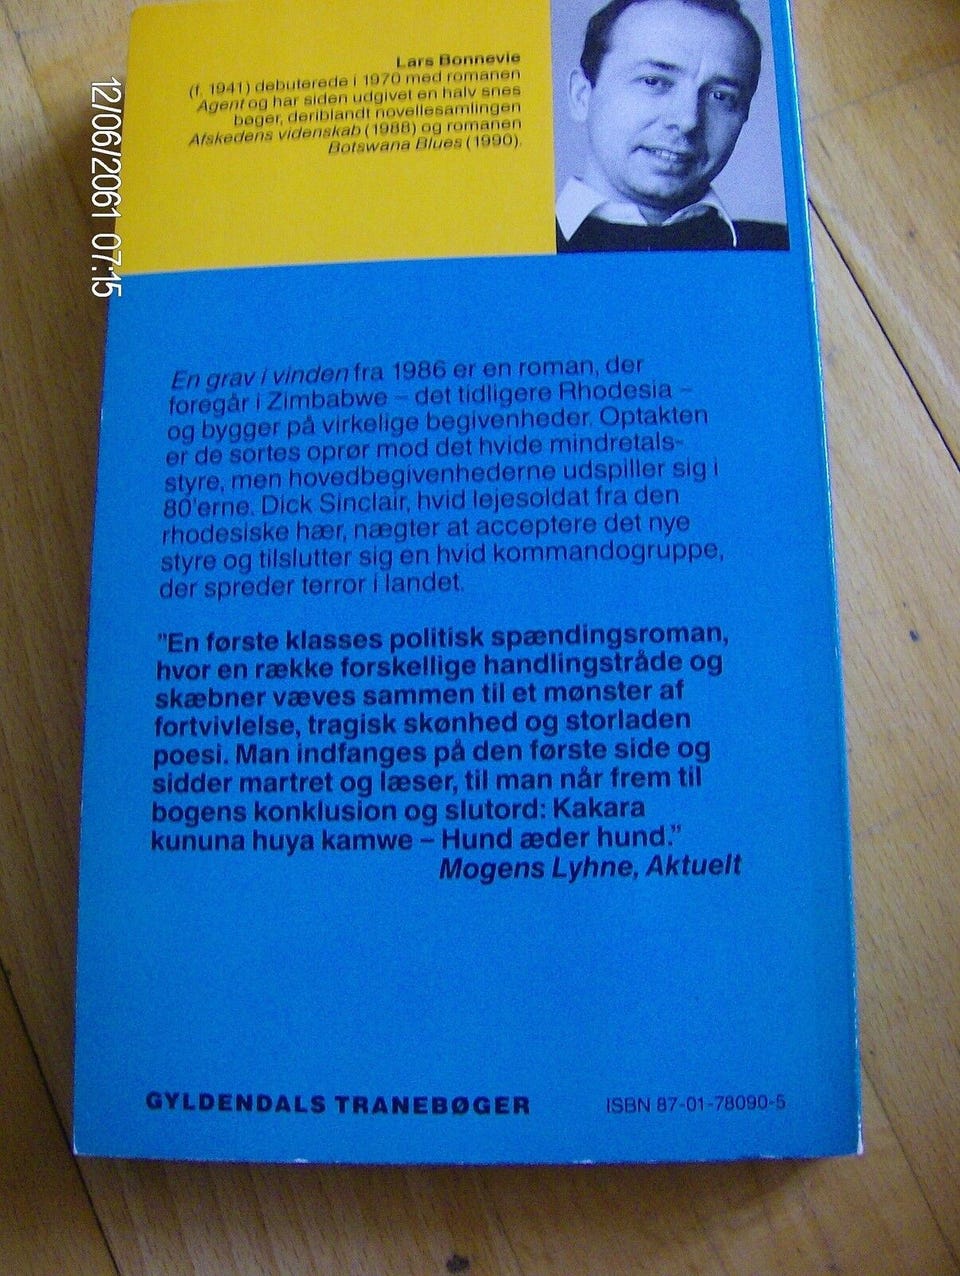 Lars Bonnevie
(f. 1941) debuterede i 1970 med romanen
Agent og har siden udgivet en halv snes
bøger, deriblandt novellesamlingen
Afskedens videnskab (1988) og romanen
Botswana Blues (1990).
12/06/2061 07:15
En grav i vinden fra 1986 er en roman, der
foregår i Zimbabwe – det tidligere Rhodesia –
og bygger på virkelige begivenheder. Optakten
er de sortes oprør mod det hvide mindretals-
styre, men hovedbegivenhederne udspiller sig i
80'erne. Dick Sinclair, hvid lejesoldat fra den
rhodesiske hær, nægter at acceptere det nye
styre og tilslutter sig en hvid kommandogruppe,
der spreder terror i landet.
"En første klasses politisk spændingsroman,
hvor en række forskellige handlingstråde og
skæbner væves sammen til et mønster af
fortvivlelse, tragisk skønhed og storladen
poesi. Man indfanges på den første side og
sidder martret og læser, til man når frem til
bogens konklusion og slutord: Kakara
kununa huya kamwe – Hund æder hund."
Mogens Lyhne, Aktuelt
GYLDENDALS TRANEBØGER
ISBN 87-01-78090-5